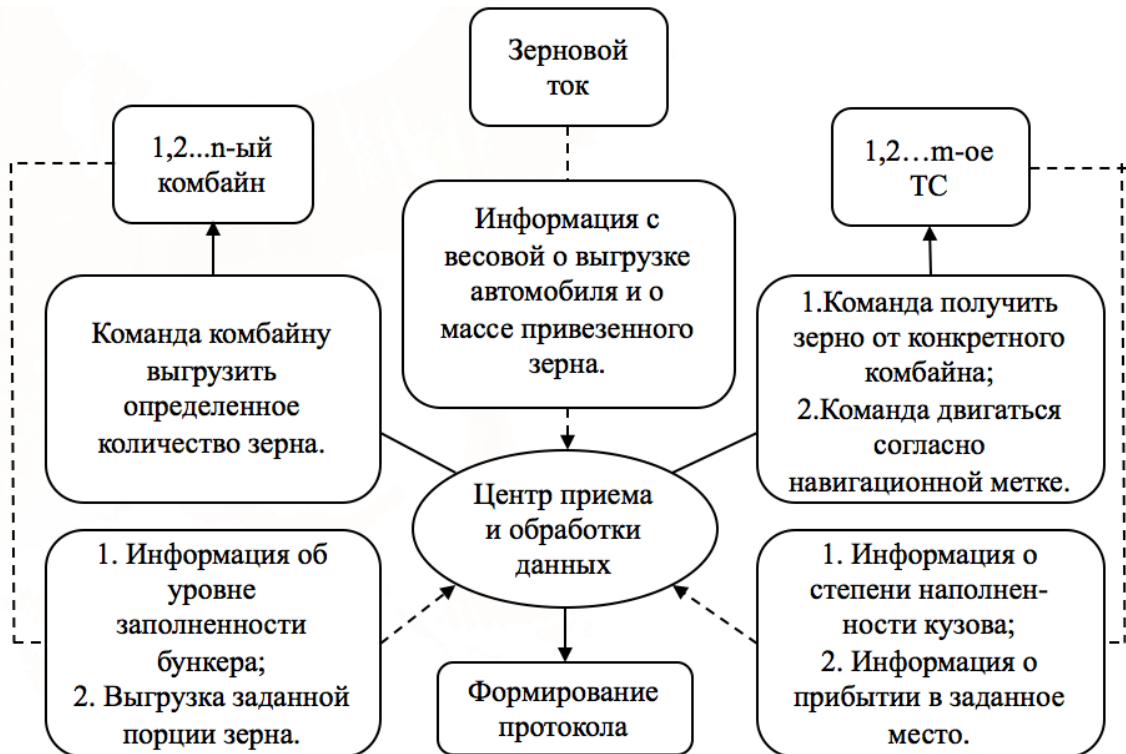 Зерновой
ток
1,2...n-ый
комбайн
1,2…m-ое
ТС
Информация с
весовой о выгрузке
автомобиля и о
массе привезенного
зерна.
Команда комбайну
выгрузить
определенное
количество зерна.
1.Команда получить
зерно от конкретного
комбайна;
2.Команда двигаться
согласно
навигационной метке.
Центр приема
и обработки
данных
1. Информация об
уровне
заполненности
бункера;
2. Выгрузка заданной
порции зерна.
1. Информация о
степени наполнен-
ности кузова;
2. Информация о
прибытии в заданное
место.
Формирование
протокола